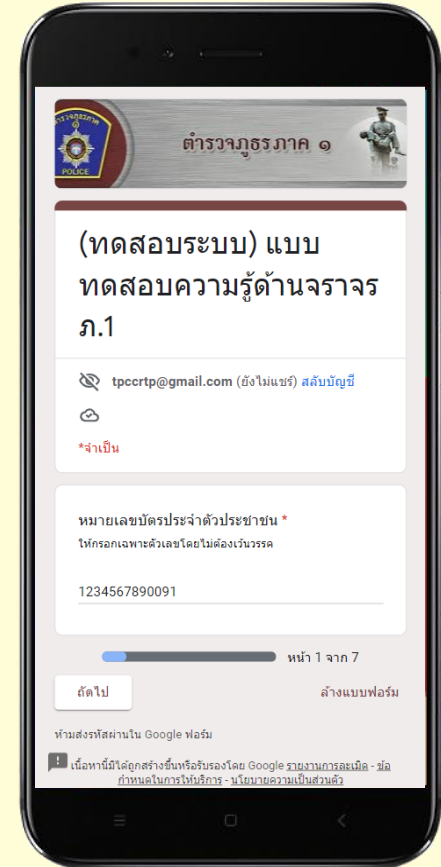 ตำรวจภูธรภาค ๑
POLICE
(ทดสอบระบบ) แบบ
ทดสอบความรู้ด้านจราจร
ภ.1
tpccrtp@gmail.com (ยังไม่แชร์) สลับบัญชี
*จำเป็น
หมายเลขบัตรประจำตัวประชาชน *
ให้กรอกเฉพาะตัวเลขโดยไม่ต้องเว้นวรรค
1234567890091
หน้า 1 จาก 7
ถัดไป
ล้างแบบฟอร์ม
ห้ามส่งรหัสผ่านใน Google ฟอร์ม
เนื้อหานี้มิได้ถูกสร้างขึ้นหรือรับรองโดย Google รายงานการละเมิด - ข้อ
กำหนดในการให้บริการ - นโยบายความเป็นส่วนตัว